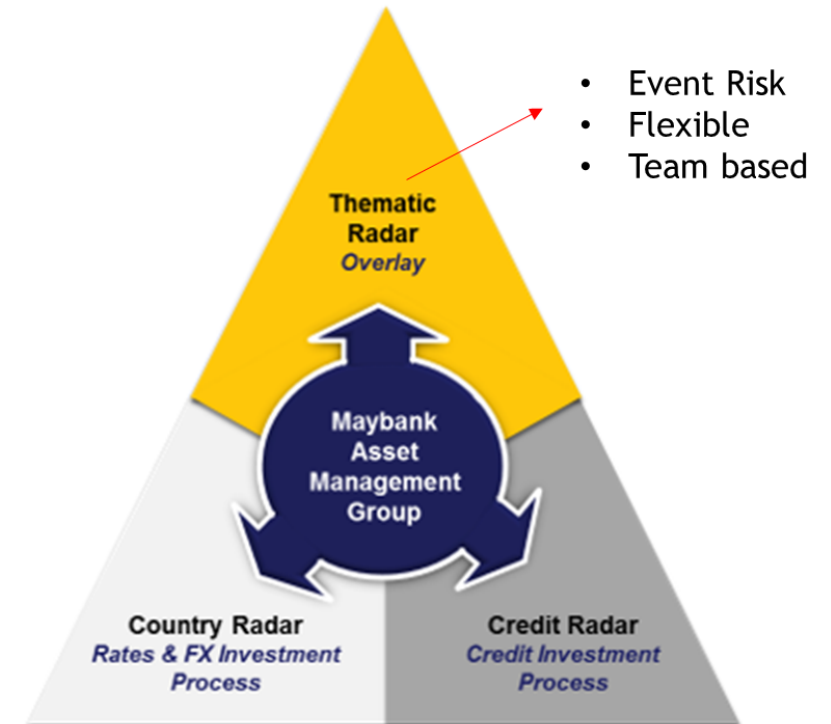 • Event Risk
• Flexible
• Team based
Thematic
Radar
Overlay
Maybank
Asset
Management
Group
Country Radar
Rates & FX Investment
Process
Credit Radar
Credit Investment
Process